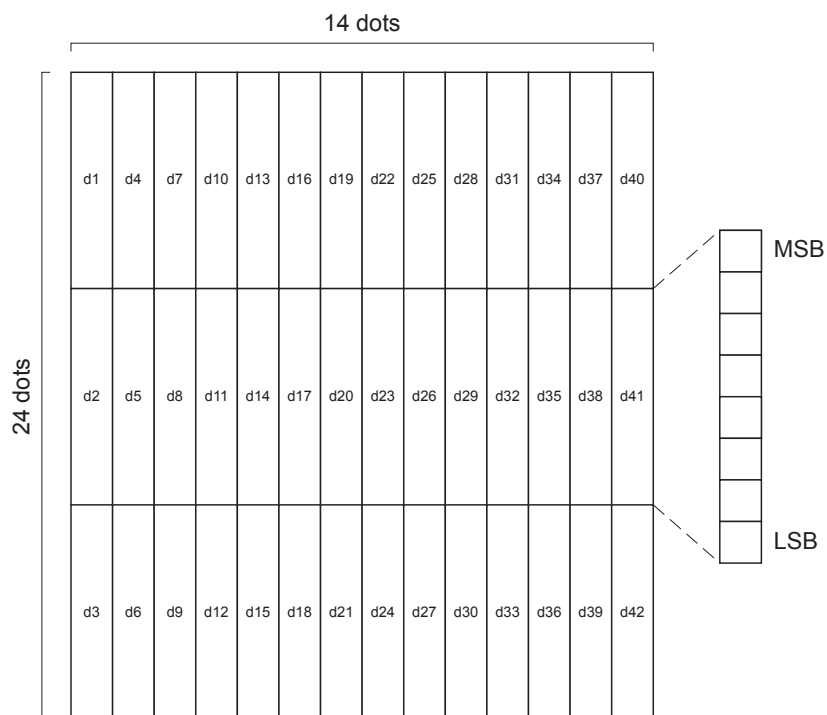 14 dots
24 dots
d1 d4 d7 d10 d13 d16 d19 d22 d25 d28 d31 d34 d37 d40
MSB
d2 d5 d8 d11 d14 d17 d20 d23 d26 d29 d32 d35 d38 d41
LSB
d3 d6 d9 d12 d15 d18 d21 d24 d27 d30 d33 d36 d39 d42